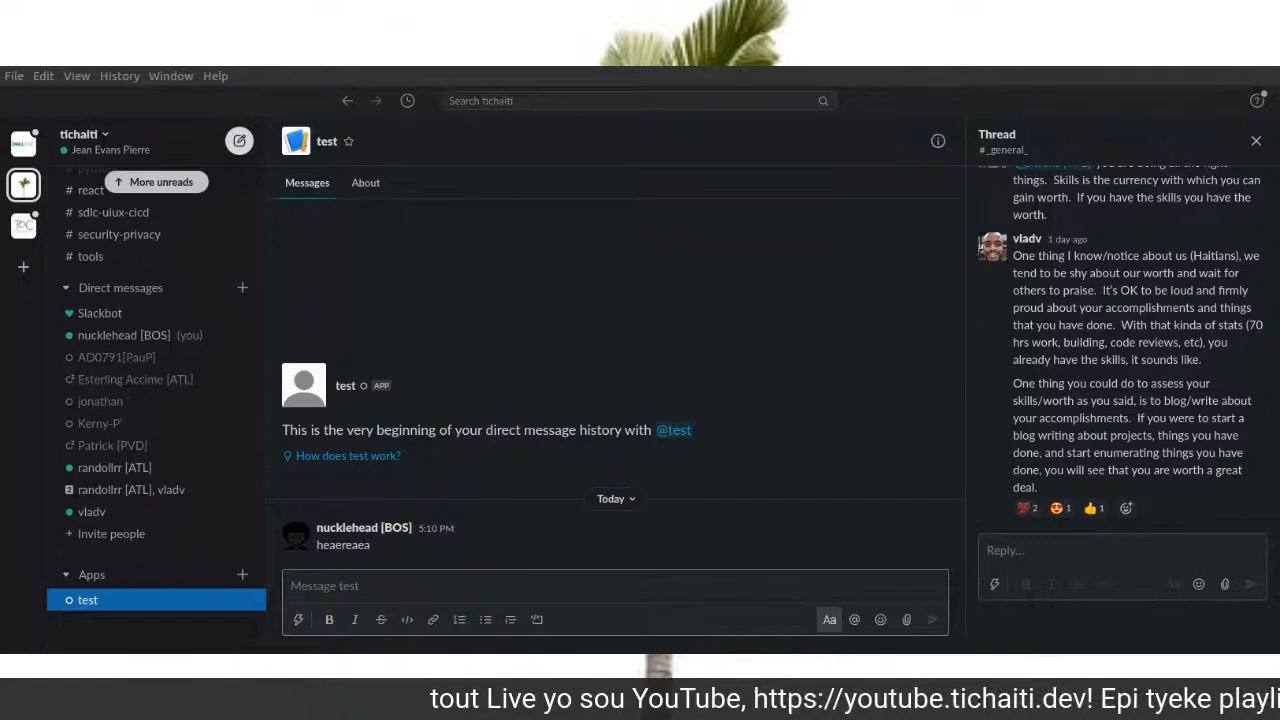 File Edit View History Window Help
Search tichaiti
tichaiti
Jean Evans Pierre
More unreads
# react
# sdlc-uiux-cicd
# security-privacy
# tools
Direct messages
Slackbot
nucklehead [BOS] (you)
AD0791[PauP]
Esterling Accime [ATL]
jonathan
Kerny-P'
Patrick [PVD]
randollrr [ATL]
2 randollrr [ATL], vladv
vladv
+ Invite people
Apps
test
test
Messages About
test APP
This is the very beginning of your direct message history with @test
How does test work?
Today
nucklehead [BOS] 5:10 PM
heaereaea
Message test
Aa
Thread
#_general_
you are doing all the right
things. Skills is the currency with which you can
gain worth. If you have the skills you have the
worth.
vladv 1 day ago
One thing I know/notice about us (Haitians), we
tend to be shy about our worth and wait for
others to praise. It's OK to be loud and firmly
proud about your accomplishments and things
that you have done. With that kinda of stats (70
hrs work, building, code reviews, etc), you
already have the skills, it sounds like.
One thing you could do to assess your
skills/worth as you said, is to blog/write about
your accomplishments. If you were to start a
blog writing about projects, things you have
done, and start enumerating things you have
done, you will see that you are worth a great
deal.
💯 2 😍 1 👍 1
Reply...
tout Live yo sou YouTube, https://youtube.tichaiti.dev! Epi tyeke playli